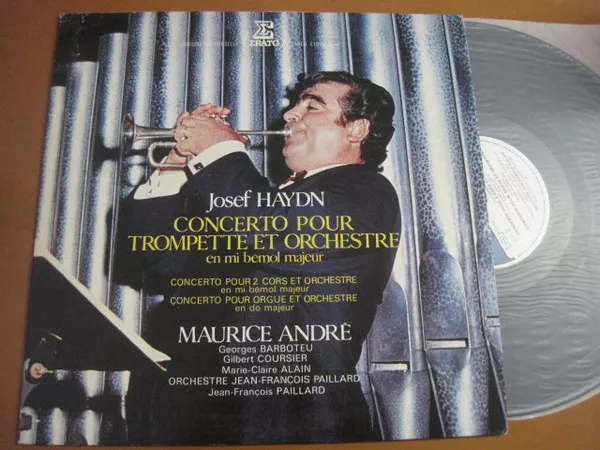 ERATO
Josef HAYDN
CONCERTO POUR
TROMPETTE ET ORCHESTRE
en mi bemol majeur
CONCERTO POUR 2 CORS ET ORCHESTRE
en mi bemol majeur
CONCERTO POUR ORGUE ET ORCHESTRE
en do majeur
MAURICE ANDRÉ
Georges BARBOTEU
Gilbert COURSIER
Marie-Claire ALAIN
ORCHESTRE JEAN-FRANÇOIS PAILLARD
Jean-François PAILLARD